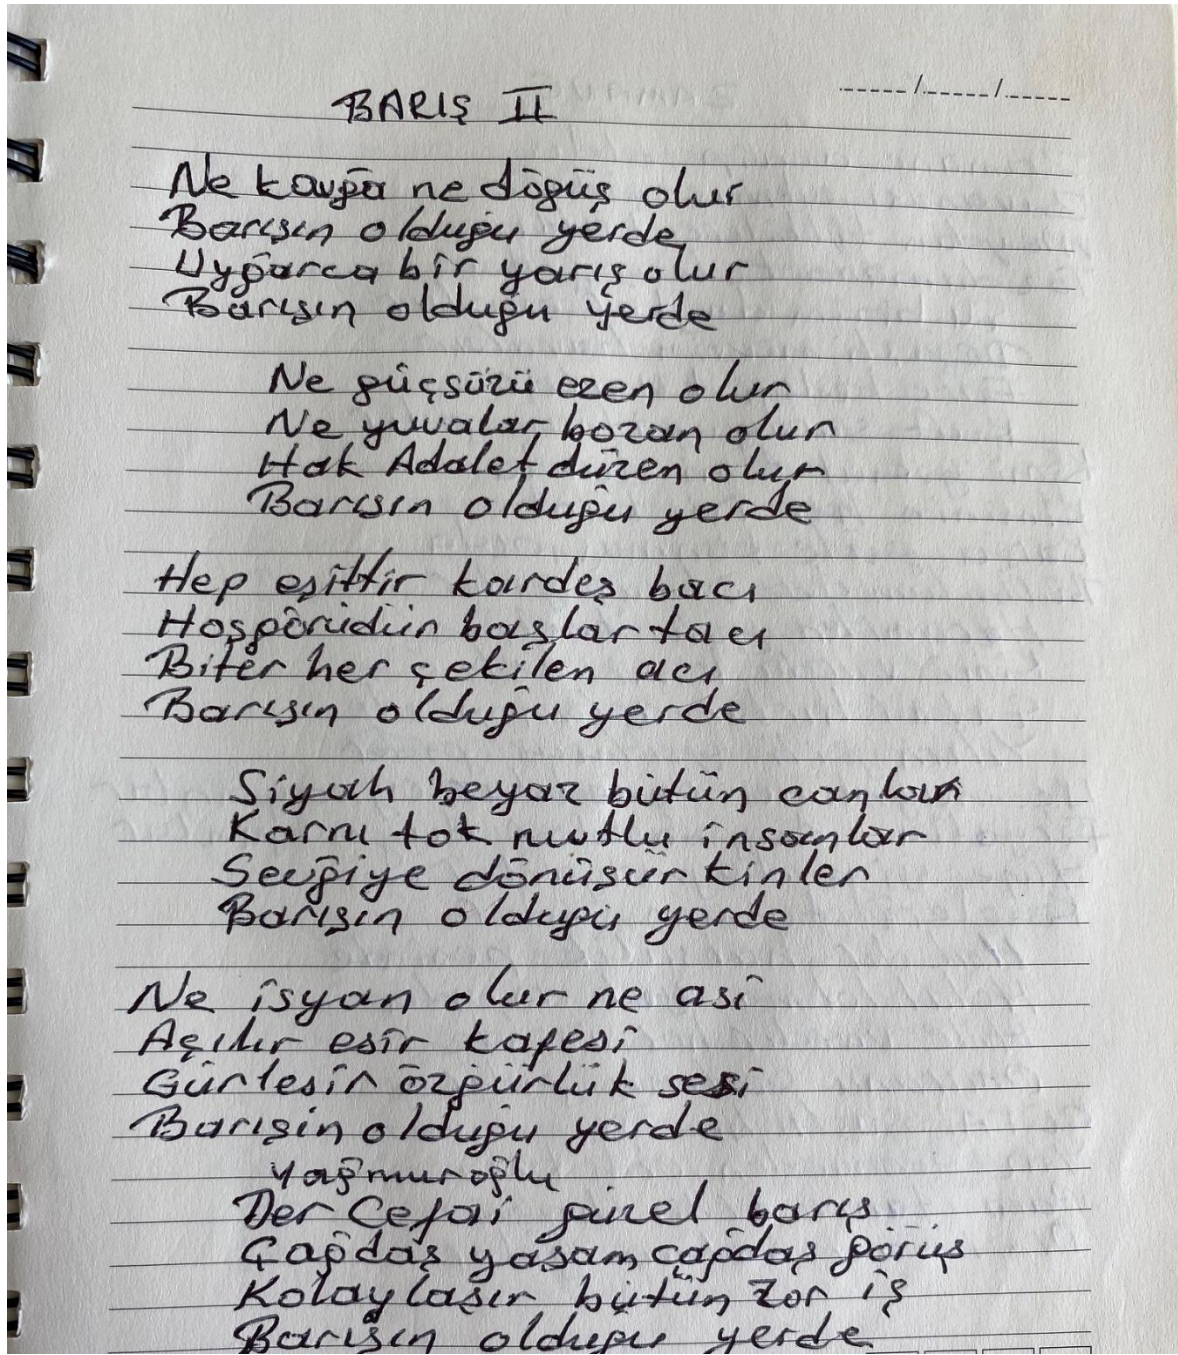 BARIŞ II
Ne kavga ne döğüş olur
Barışın olduğu yerde
Uygarca bir yarış olur
Barışın olduğu yerde
Ne güçsüzü ezen olur
Ne yuvalar bozan olur
Hak Adalet düzen olur
Barışın olduğu yerde
Hep eşittir kardeş bacı
Hoşgörüdür başlar tacı
Biter her çekilen acı
Barışın olduğu yerde
Siyah beyaz bütün canlar
Karnı tok mutlu insanlar
Sevgiye dönüşür kinler
Barışın olduğu yerde
Ne isyan olur ne asi
Açılır esir kafesi
Gürleşir özgürlük sesi
Barışın olduğu yerde
Yağmuroğlu
Der Cefai güzel barış
Çağdaş yaşam çağdaş görüş
Kolaylaşır bütün zor iş
Barışın olduğu yerde